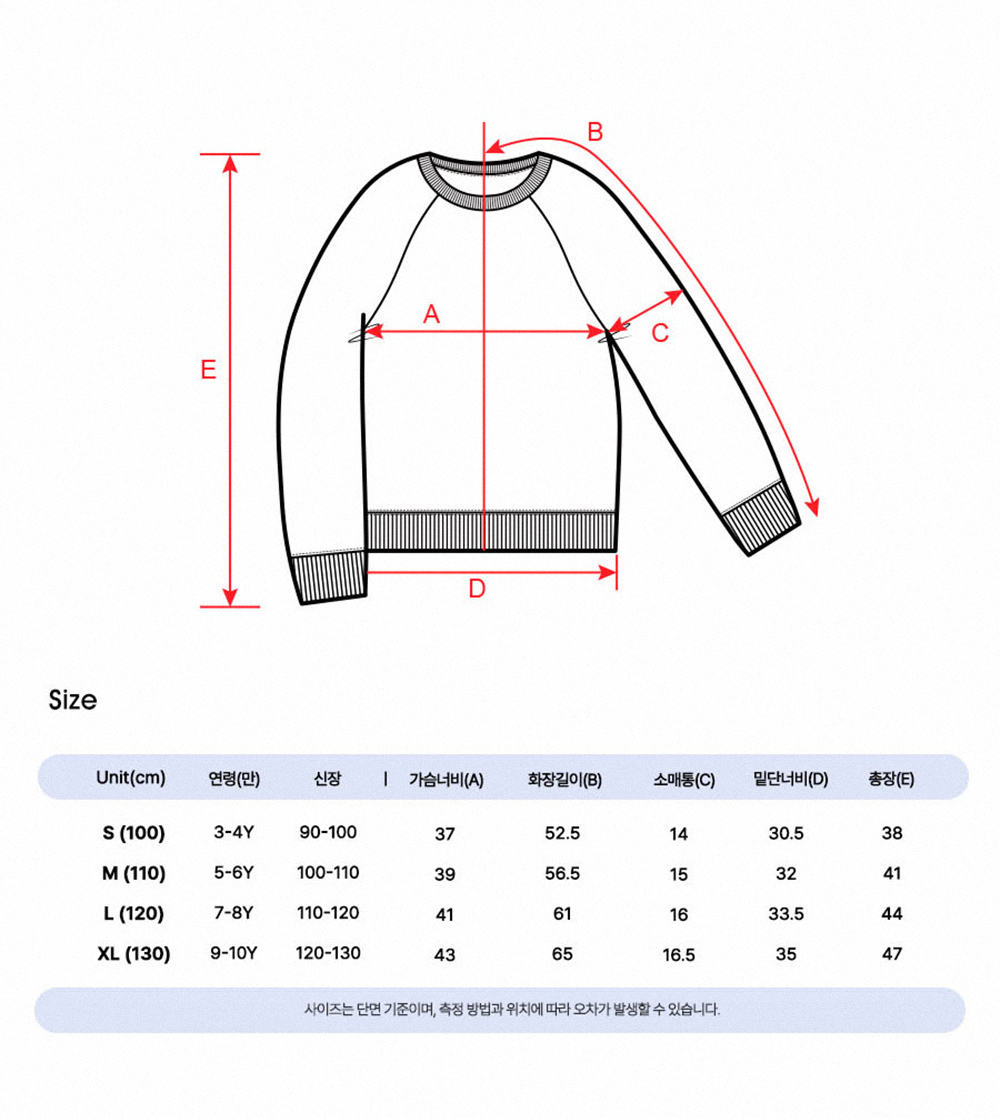 B
A
C
E
D
Size
Unit(cm) 연령(만) 신장 | 가슴너비(A) 화장길이(B) 소매통(C) 밑단너비(D) 총장(E)
S (100) 3-4Y 90-100 37 52.5 14 30.5 38
M (110) 5-6Y 100-110 39 56.5 15 32 41
L (120) 7-8Y 110-120 41 61 16 33.5 44
XL (130) 9-10Y 120-130 43 65 16.5 35 47
사이즈는 단면 기준이며, 측정 방법과 위치에 따라 오차가 발생할 수 있습니다.